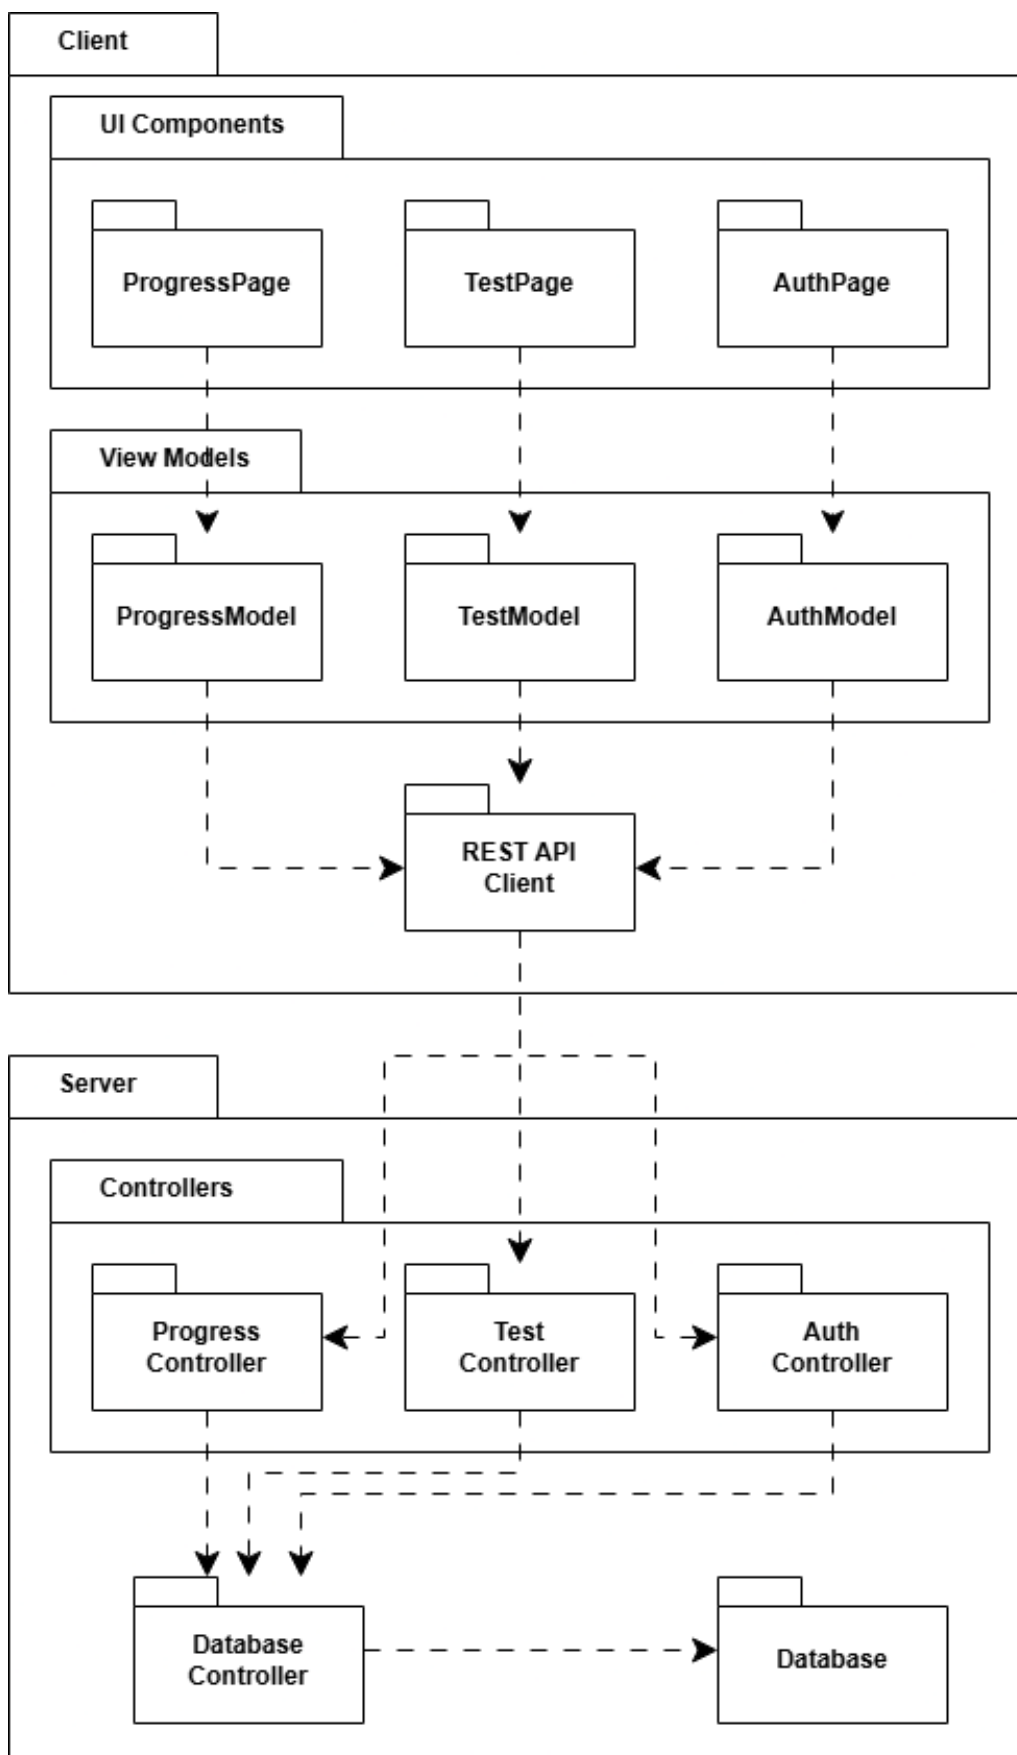 Client
UI Components
ProgressPage
TestPage
AuthPage
View Models
ProgressModel
TestModel
AuthModel
REST API
Client
Server
Controllers
Progress
Controller
Test
Controller
Auth
Controller
Database
Controller
Database